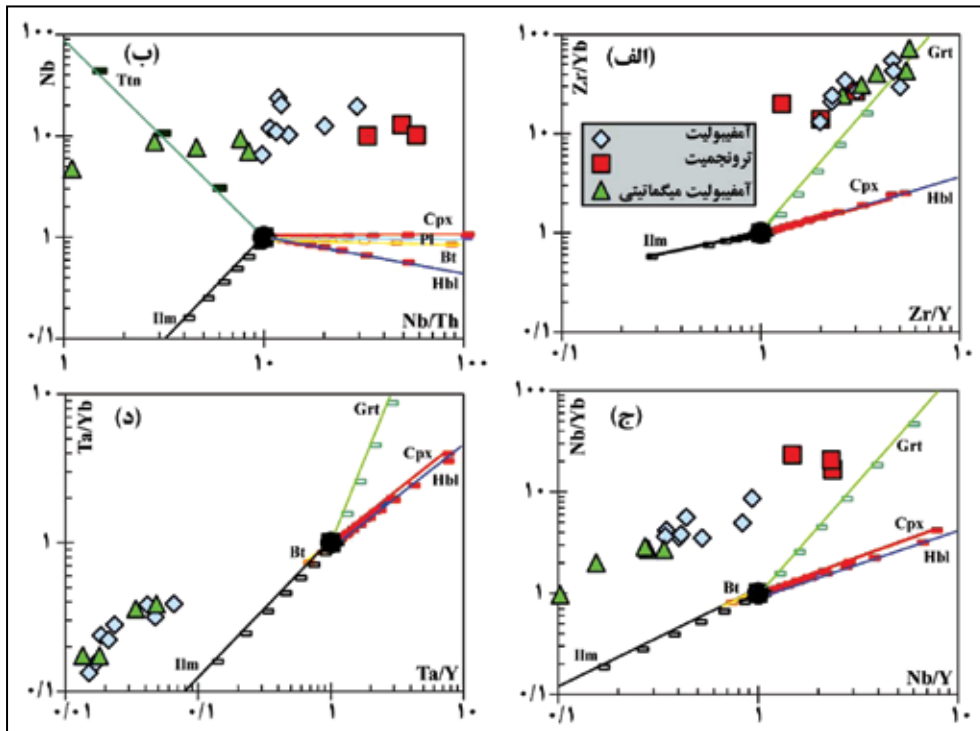 (ب)
Nb
۱۰۰
۱۰
۱
۰/۱
Ttn
Cpx
Pl
Bt
Hbl
Ilm
Nb/Th
۱
۱۰
۱۰۰
(الف)
Zr/Yb
۱۰۰
۱۰
۱
۰/۱
Grt
آمفیبولیت
ترونجمیت
آمفیبولیت میگماتیتی
Cpx
Hbl
Ilm
Zr/Y
۰/۱
۱
۱۰
(د)
Ta/Yb
۱۰
۱
۰/۱
Grt
Cpx
Hbl
Bt
Ilm
Ta/Y
۰/۰۱
۰/۱
۱
۱۰
(ج)
Nb/Yb
۱۰۰
۱۰
۱
۰/۱
Grt
Cpx
Hbl
Bt
Ilm
Nb/Y
۰/۱
۱
۱۰